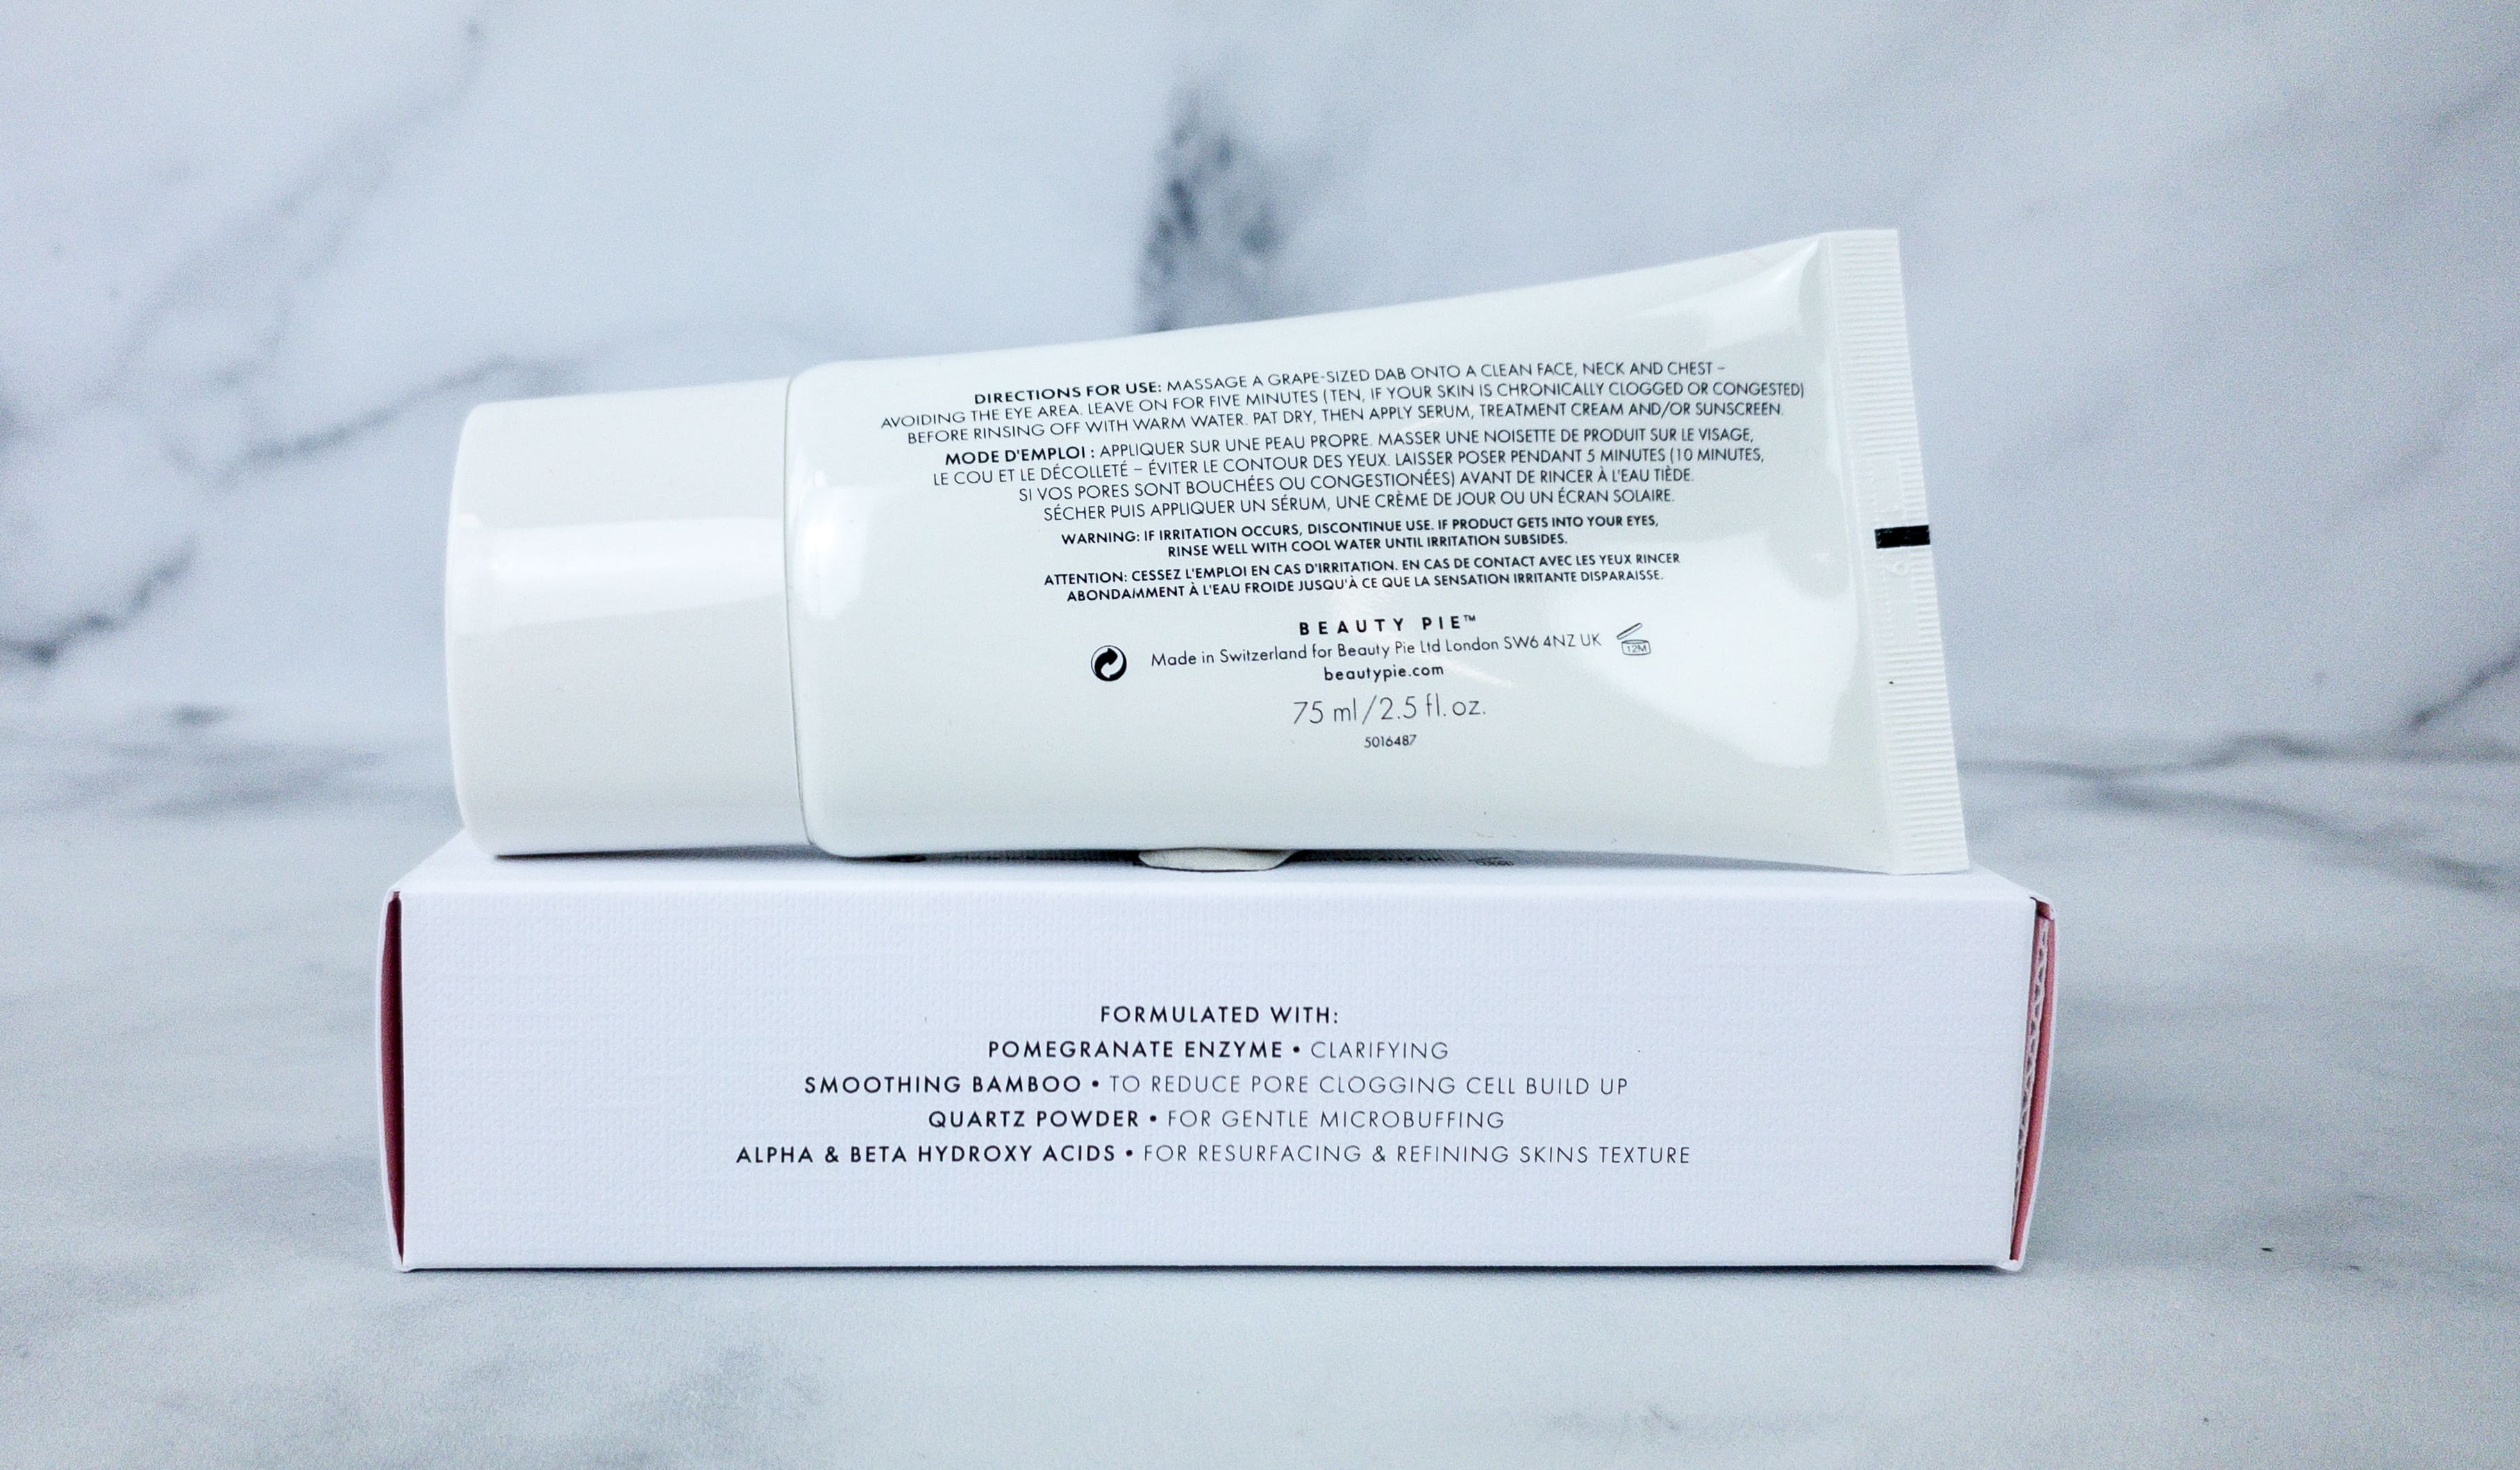 DIRECTIONS FOR USE: MASSAGE A GRAPE-SIZED DAB ONTO A CLEAN FACE, NECK AND CHEST –
AVOIDING THE EYE AREA. LEAVE ON FOR FIVE MINUTES (TEN, IF YOUR SKIN IS CHRONICALLY CLOGGED OR CONGESTED)
BEFORE RINSING OFF WITH WARM WATER. PAT DRY, THEN APPLY SERUM, TREATMENT CREAM AND/OR SUNSCREEN.
MODE D'EMPLOI : APPLIQUER SUR UNE PEAU PROPRE. MASSER UNE NOISETTE DE PRODUIT SUR LE VISAGE,
LE COU ET LE DÉCOLLETÉ – ÉVITER LE CONTOUR DES YEUX. LAISSER POSER PENDANT 5 MINUTES (10 MINUTES,
SI VOS PORES SONT BOUCHÉES OU CONGESTIONÉES) AVANT DE RINCER À L'EAU TIÈDE.
SÉCHER PUIS APPLIQUER UN SÉRUM, UNE CRÈME DE JOUR OU UN ÉCRAN SOLAIRE.
WARNING: IF IRRITATION OCCURS, DISCONTINUE USE. IF PRODUCT GETS INTO YOUR EYES,
RINSE WELL WITH COOL WATER UNTIL IRRITATION SUBSIDES.
ATTENTION: CESSEZ L'EMPLOI EN CAS D'IRRITATION. EN CAS DE CONTACT AVEC LES YEUX RINCER
ABONDAMMENT À L'EAU FROIDE JUSQU'À CE QUE LA SENSATION IRRITANTE DISPARAISSE.
BEAUTY PIE™
Made in Switzerland for Beauty Pie Ltd London SW6 4NZ UK
12M
beautypie.com
75 ml/2.5 fl. oz.
5016487
FORMULATED WITH:
POMEGRANATE ENZYME • CLARIFYING
SMOOTHING BAMBOO • TO REDUCE PORE CLOGGING CELL BUILD UP
QUARTZ POWDER • FOR GENTLE MICROBUFFING
ALPHA & BETA HYDROXY ACIDS • FOR RESURFACING & REFINING SKINS TEXTURE